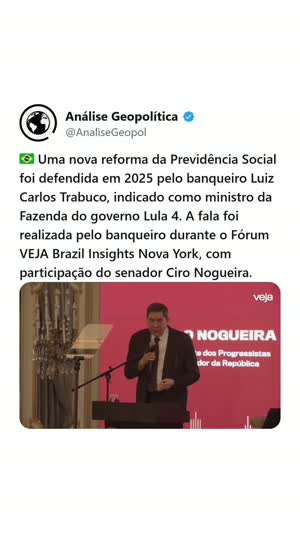 Análise Geopolítica
@AnaliseGeopol
🇧🇷 Uma nova reforma da Previdência Social
foi defendida em 2025 pelo banqueiro Luiz
Carlos Trabuco, indicado como ministro da
Fazenda do governo Lula 4. A fala foi
realizada pelo banqueiro durante o Fórum
VEJA Brazil Insights Nova York, com
participação do senador Ciro Nogueira.
veja
NOGUEIRA
dos Progressistas
da República